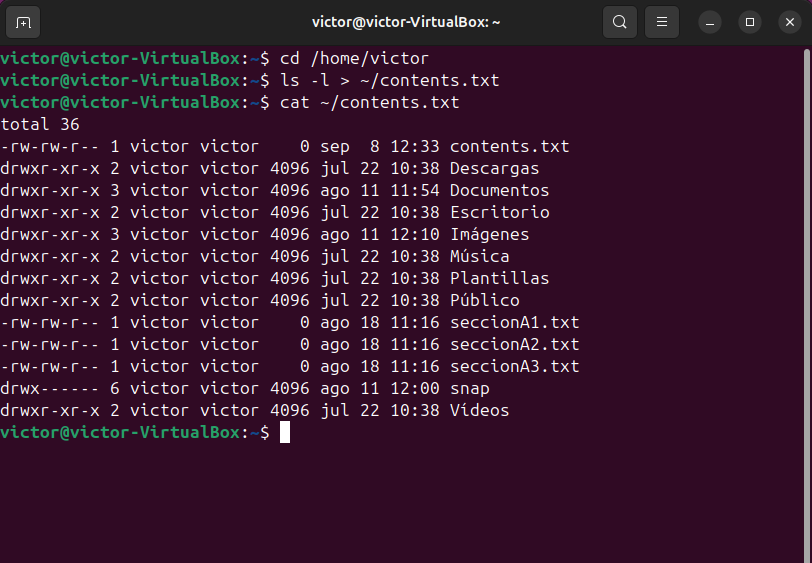 victor@victor-VirtualBox: ~
victor@victor-VirtualBox:~$ cd /home/victor
victor@victor-VirtualBox:~$ ls -l > ~/contents.txt
victor@victor-VirtualBox:~$ cat ~/contents.txt
total 36
-rw-rw-r-- 1 victor victor    0 sep  8 12:33 contents.txt
drwxr-xr-x 2 victor victor 4096 jul 22 10:38 Descargas
drwxr-xr-x 3 victor victor 4096 ago 11 11:54 Documentos
drwxr-xr-x 2 victor victor 4096 jul 22 10:38 Escritorio
drwxr-xr-x 3 victor victor 4096 ago 11 12:10 Imágenes
drwxr-xr-x 2 victor victor 4096 jul 22 10:38 Música
drwxr-xr-x 2 victor victor 4096 jul 22 10:38 Plantillas
drwxr-xr-x 2 victor victor 4096 jul 22 10:38 Público
-rw-rw-r-- 1 victor victor    0 ago 18 11:16 seccionA1.txt
-rw-rw-r-- 1 victor victor    0 ago 18 11:16 seccionA2.txt
-rw-rw-r-- 1 victor victor    0 ago 18 11:16 seccionA3.txt
drwx------ 6 victor victor 4096 ago 11 12:00 snap
drwxr-xr-x 2 victor victor 4096 jul 22 10:38 Vídeos
victor@victor-VirtualBox:~$